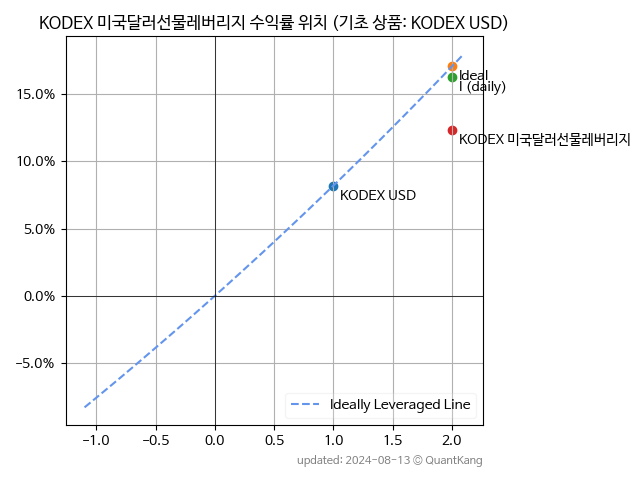 KODEX 미국달러선물레버리지 수익률 위치 (기초 상품: KODEX USD)
15.0%
10.0%
5.0%
0.0%
−5.0%
Ideal
I (daily)
KODEX 미국달러선물레버리지
KODEX USD
Ideally Leveraged Line
−1.0 −0.5 0.0 0.5 1.0 1.5 2.0
updated: 2024-08-13 © QuantKang